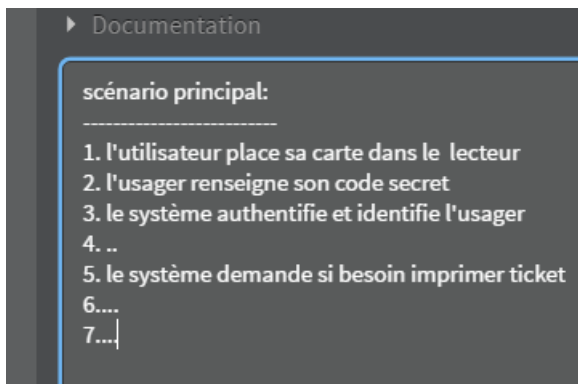 Documentation
scénario principal:
--------------------------
1. l'utilisateur place sa carte dans le  lecteur
2. l'usager renseigne son code secret
3. le système authentifie et identifie l'usager
4. ..
5. le système demande si besoin imprimer ticket
6....
7....